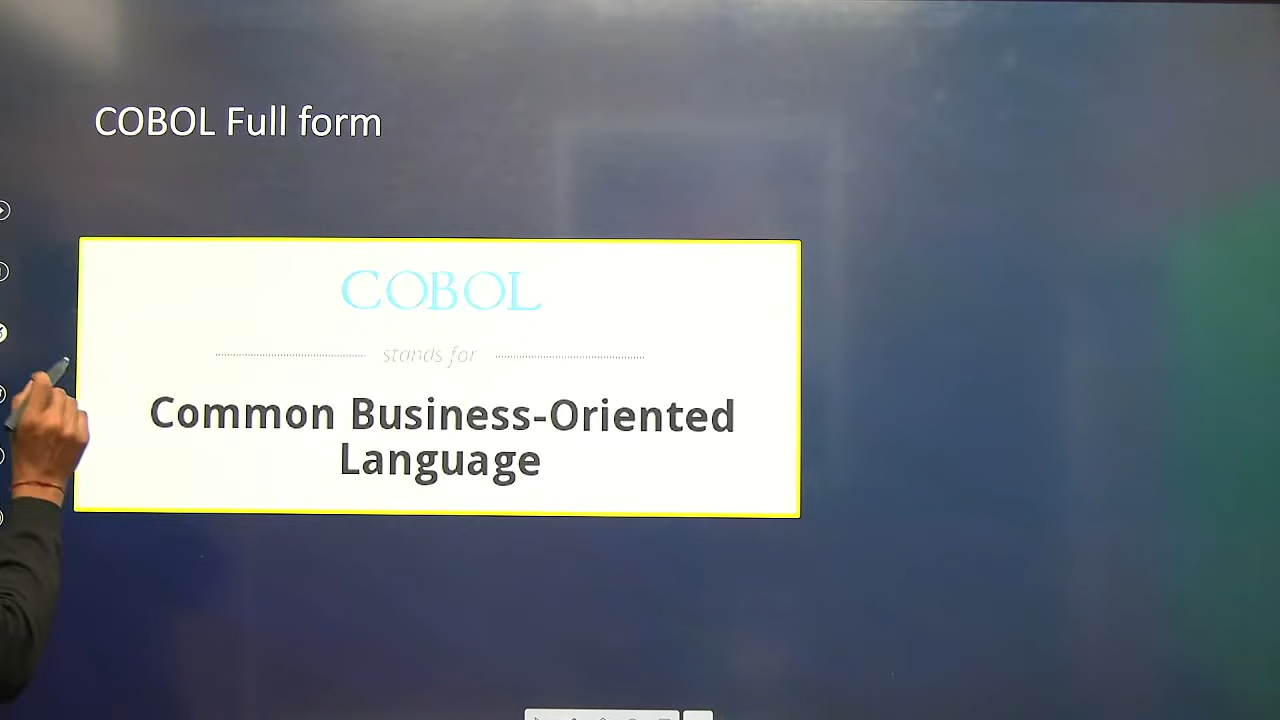 COBOL Full form
COBOL
stands for
Common Business-Oriented
Language